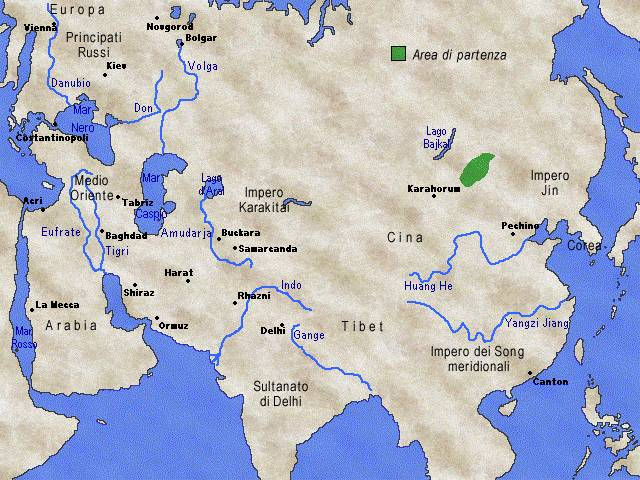 Europa
Vienna
Novgorod
Principati
Russi
Bolgar
Kiev
Volga
Area di partenza
Danubio
Don
Mar
Nero
Costantinopoli
Lago
Bajkal
Medio
Oriente
Mar
Caspio
Lago
d'Aral
Impero
Karakitai
Karahorum
Impero
Jin
Acri
Tabriz
Eufrate
Baghdad
Tigri
Amudarja
Buckara
Samarcanda
Cina
Pechino
Corea
Harat
Shiraz
Indo
Huang He
La Mecca
Rhazni
Arabia
Ormuz
Mar
Rosso
Delhi
Gange
Tibet
Yangzi Jiang
Impero dei Song
meridionali
Sultanato
di Delhi
Canton